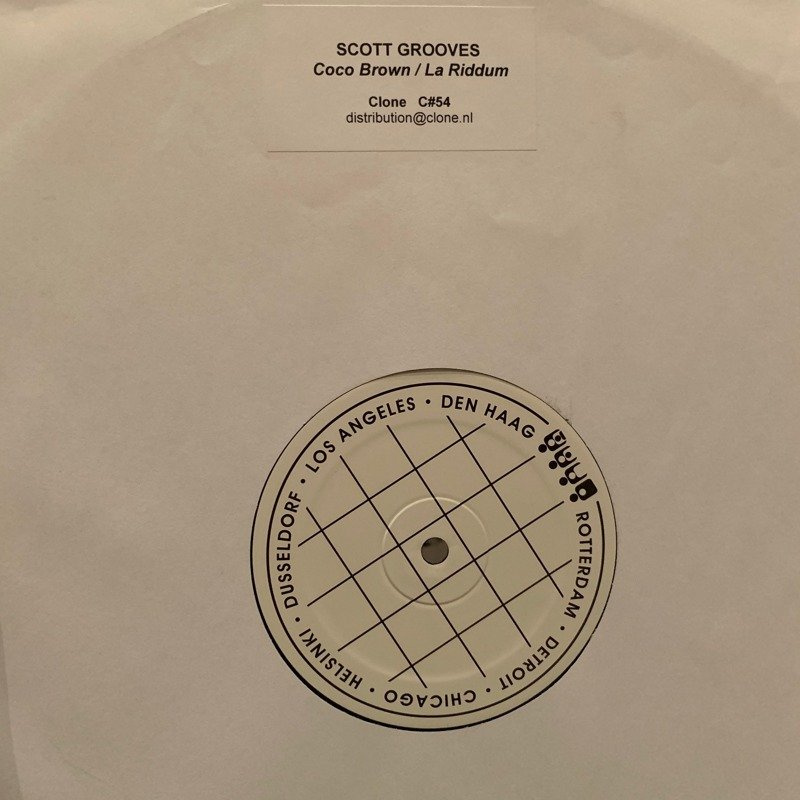 SCOTT GROOVES
Coco Brown / La Riddum
Clone C#54
distribution@clone.nl
DUSSELDORF • LOS ANGELES • DEN HAAG
ROTTERDAM • DETROIT • CHICAGO • HELSINKI •